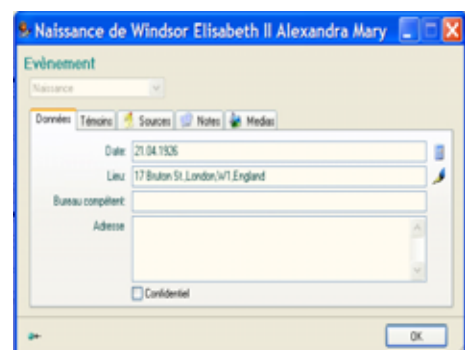 Naissance de Windsor Elisabeth II Alexandra Mary
Evènement
Naissance
Données Témoins Sources Notes Medias
Date: 21.04.1926
Lieu: 17 Bruton St.,London,W1,England
Bureau compétent:
Adresse
Confidentiel
OK